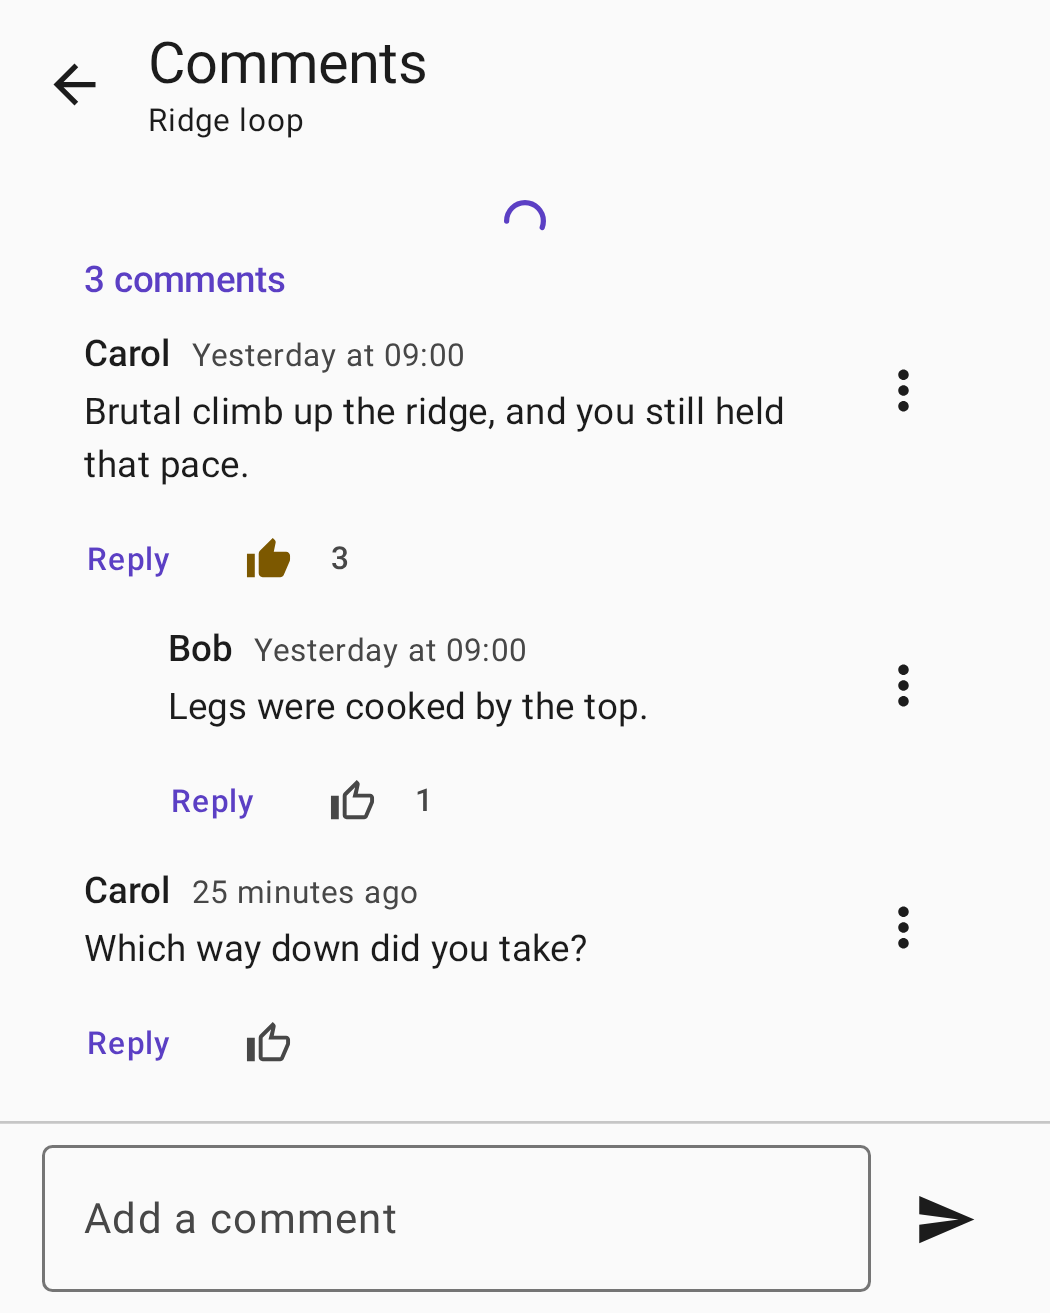 Comments
Ridge loop
3 comments
Carol Yesterday at 09:00
Brutal climb up the ridge, and you still held
that pace.
Reply 3
Bob Yesterday at 09:00
Legs were cooked by the top.
Reply 1
Carol 25 minutes ago
Which way down did you take?
Reply
Add a comment